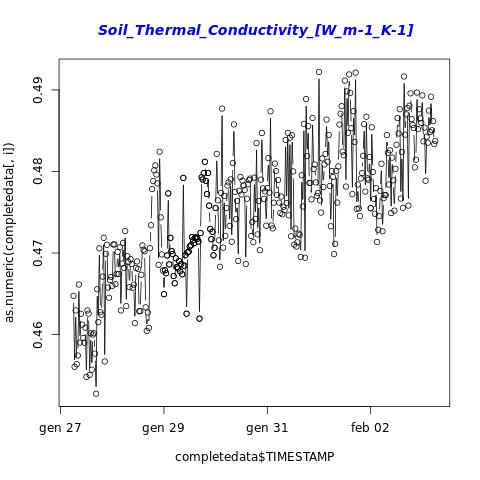 Soil_Thermal_Conductivity_[W_m-1_K-1]
as.numeric(completedata[, i])
0.49
0.48
0.47
0.46
gen 27
gen 29
gen 31
feb 02
completedata$TIMESTAMP